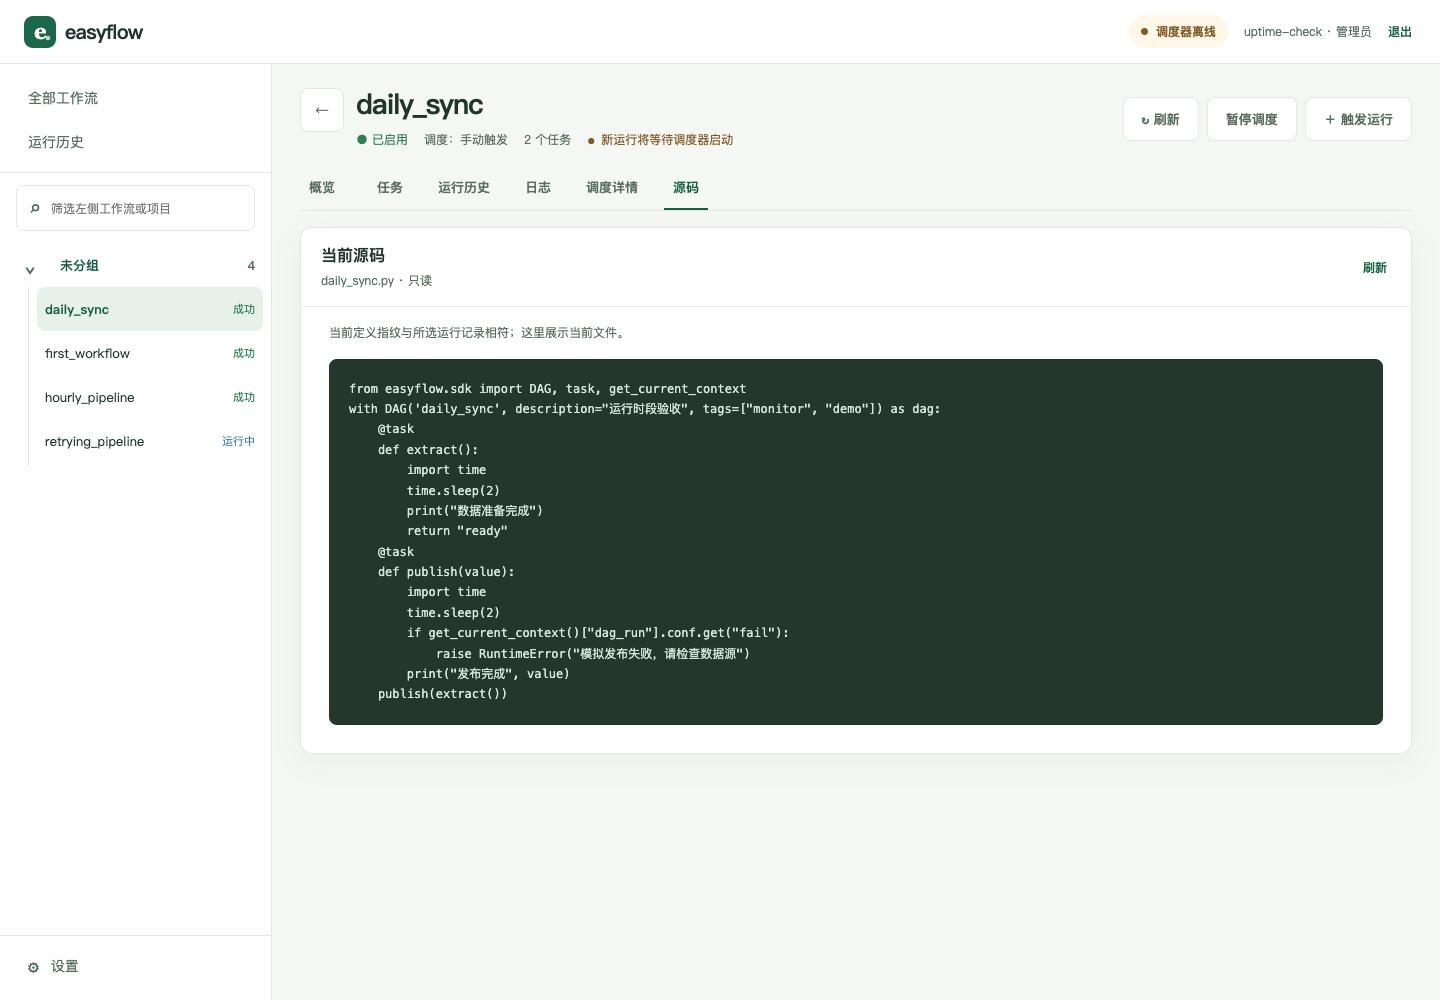 e. easyflow
调度器离线
uptime-check · 管理员
退出
全部工作流
运行历史
筛选左侧工作流或项目
未分组 4
daily_sync 成功
first_workflow 成功
hourly_pipeline 成功
retrying_pipeline 运行中
设置
← daily_sync
已启用 调度：手动触发 2 个任务 新运行将等待调度器启动
↻ 刷新 暂停调度 ＋ 触发运行
概览 任务 运行历史 日志 调度详情 源码
当前源码
daily_sync.py · 只读
刷新
当前定义指纹与所选运行记录相符；这里展示当前文件。
from easyflow.sdk import DAG, task, get_current_context
with DAG('daily_sync', description="运行时段验收", tags=["monitor", "demo"]) as dag:
    @task
    def extract():
        import time
        time.sleep(2)
        print("数据准备完成")
        return "ready"
    @task
    def publish(value):
        import time
        time.sleep(2)
        if get_current_context()["dag_run"].conf.get("fail"):
            raise RuntimeError("模拟发布失败，请检查数据源")
        print("发布完成", value)
    publish(extract())